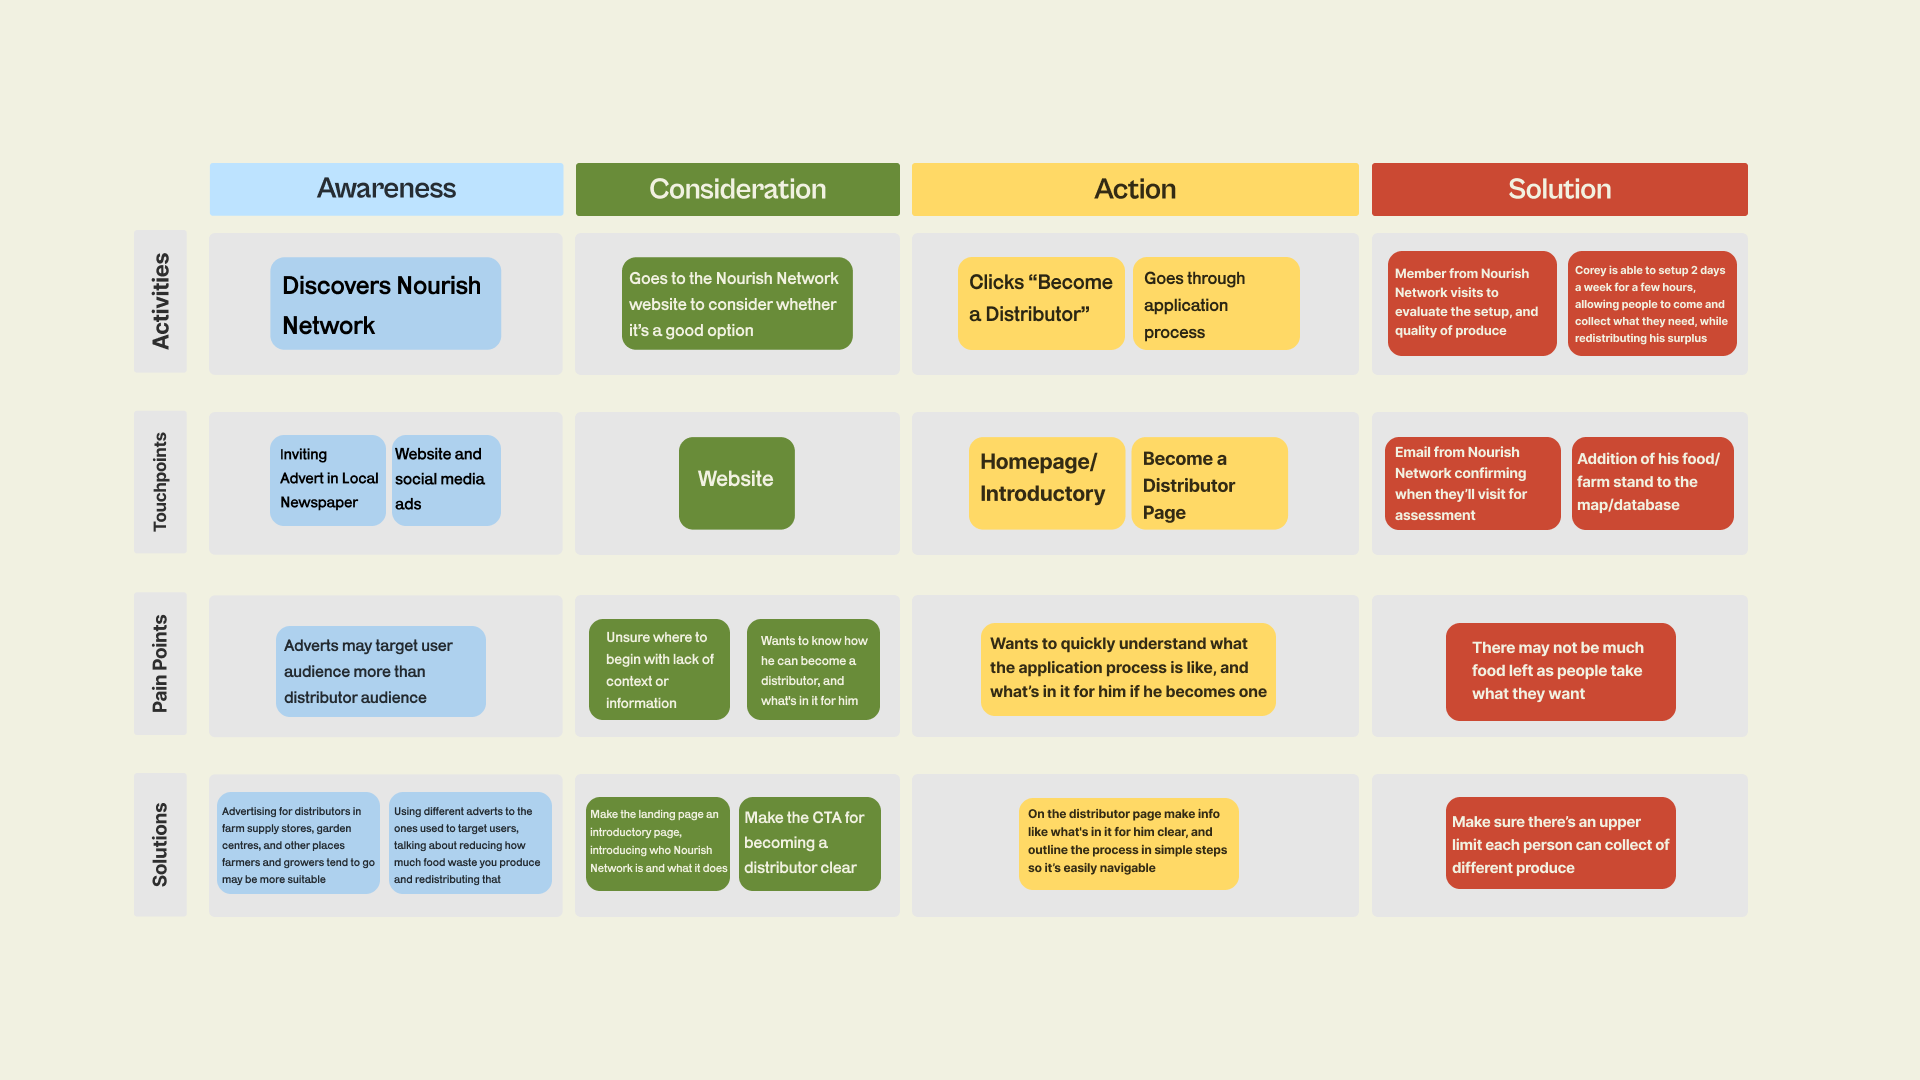 Awareness
Consideration
Action
Solution
Activities
Discovers Nourish
Network
Goes to the Nourish Network
website to consider whether
it’s a good option
Clicks “Become
a Distributor”
Goes through
application
process
Member from Nourish
Network visits to
evaluate the setup, and
quality of produce
Corey is able to setup 2 days
a week for a few hours,
allowing people to come and
collect what they need, while
redistributing his surplus
Touchpoints
Inviting
Advert in Local
Newspaper
Website and
social media
ads
Website
Homepage/
Introductory
Become a
Distributor
Page
Email from Nourish
Network confirming
when they’ll visit for
assessment
Addition of his food/
farm stand to the
map/database
Pain Points
Adverts may target user
audience more than
distributor audience
Unsure where to
begin with lack of
context or
information
Wants to know how
he can become a
distributor, and
what's in it for him
Wants to quickly understand what
the application process is like, and
what’s in it for him if he becomes one
There may not be much
food left as people take
what they want
Solutions
Advertising for distributors in
farm supply stores, garden
centres, and other places
farmers and growers tend to go
may be more suitable
Using different adverts to the
ones used to target users,
talking about reducing how
much food waste you produce
and redistributing that
Make the landing page an
introductory page,
introducing who Nourish
Network is and what it does
Make the CTA for
becoming a
distributor clear
On the distributor page make info
like what's in it for him clear, and
outline the process in simple steps
so it’s easily navigable
Make sure there’s an upper
limit each person can collect of
different produce